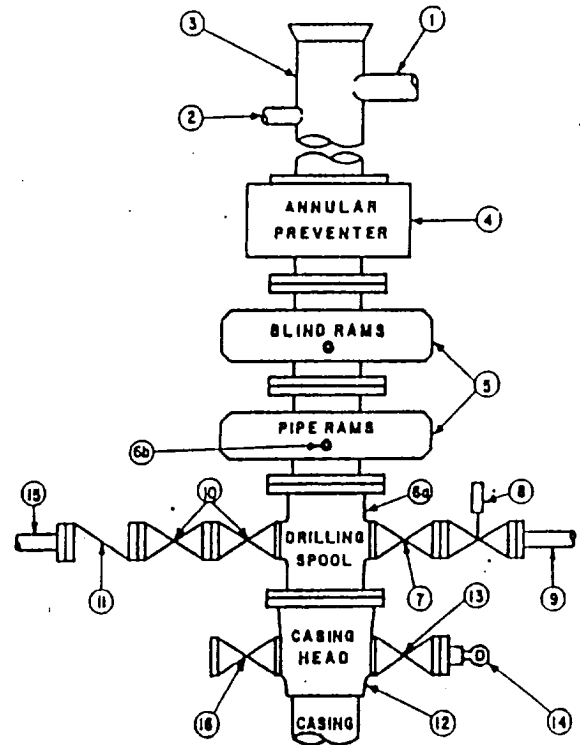 1
3
2
ANNULAR
PREVENTER
4
BLIND RAMS
5
PIPE RAMS
6b
15
10
6a
8
DRILLING
SPOOL
11
7
13
9
CASING
HEAD
16
12
14
CASING